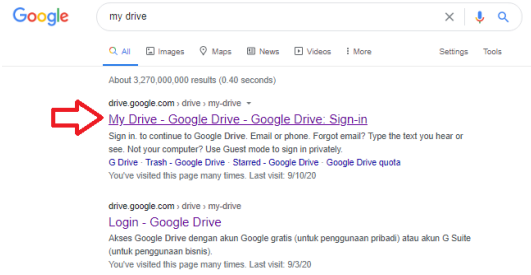 Google
my drive
All Images Maps News Videos More Settings Tools
About 3,270,000,000 results (0.40 seconds)
drive.google.com › drive › my-drive
My Drive - Google Drive - Google Drive: Sign-in
Sign in. to continue to Google Drive. Email or phone. Forgot email? Type the text you hear or
see. Not your computer? Use Guest mode to sign in privately.
G Drive · Trash - Google Drive · Starred - Google Drive · Google Drive quota
You've visited this page many times. Last visit: 9/10/20
drive.google.com › drive › my-drive
Login - Google Drive
Akses Google Drive dengan akun Google gratis (untuk penggunaan pribadi) atau akun G Suite
(untuk penggunaan bisnis).
You've visited this page many times. Last visit: 9/3/20